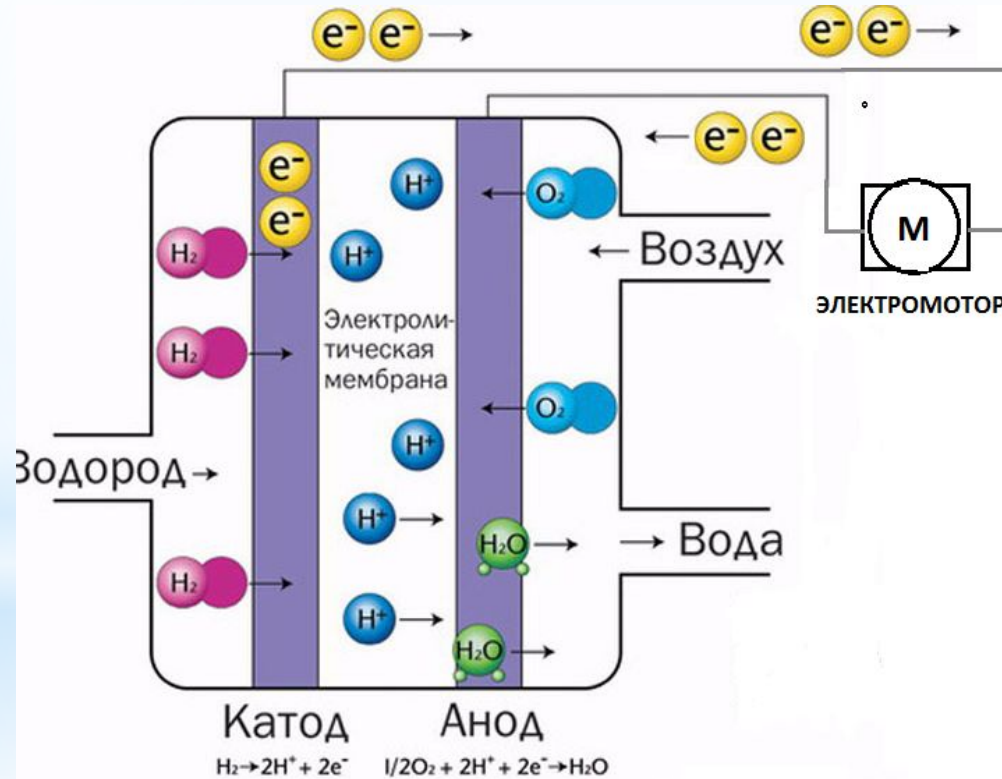 e⁻ e⁻ e⁻ e⁻
e⁻ e⁻
e⁻
e⁻
H⁺
O₂
H₂
H⁺
Воздух
М
ЭЛЕКТРОМОТОР
Электроли-
тическая
мембрана
H₂
O₂
H⁺
Водород
H⁺
H₂O
Вода
H₂
H⁺
H₂O
Катод Анод
H₂→2H⁺ + 2e⁻ 1/2O₂ + 2H⁺ + 2e⁻→H₂O